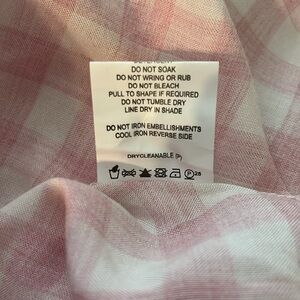 DO NOT SOAK
DO NOT WRING OR RUB
DO NOT BLEACH
PULL TO SHAPE IF REQUIRED
DO NOT TUMBLE DRY
LINE DRY IN SHADE
DO NOT IRON EMBELLISHMENTS
COOL IRON REVERSE SIDE
DRYCLEANABLE (P)
P 28